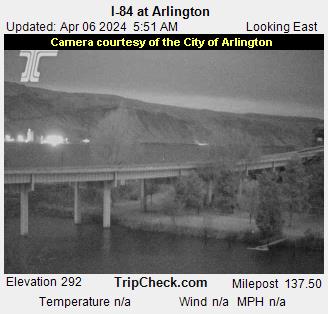 I-84 at Arlington
Updated: Apr 06 2024 5:51 AM Looking East
Camera courtesy of the City of Arlington
Elevation 292 TripCheck.com Milepost 137.50
Temperature n/a Wind n/a MPH n/a